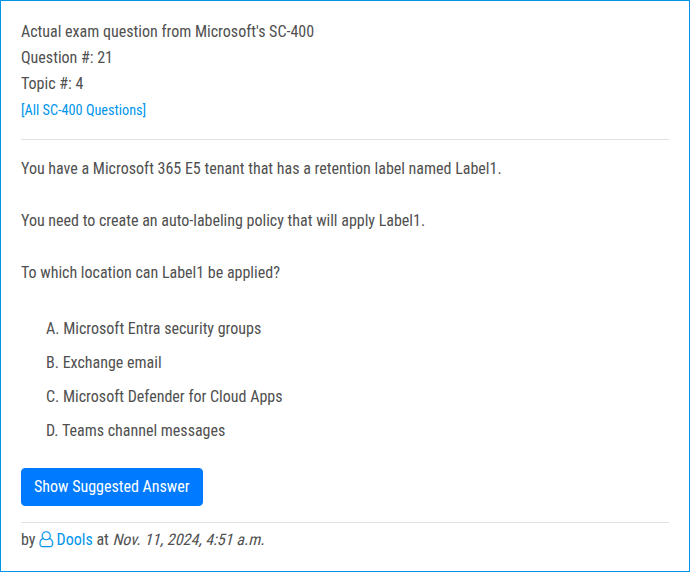 Actual exam question from Microsoft's SC-400
Question #: 21
Topic #: 4
[All SC-400 Questions]
You have a Microsoft 365 E5 tenant that has a retention label named Label1.
You need to create an auto-labeling policy that will apply Label1.
To which location can Label1 be applied?
A. Microsoft Entra security groups
B. Exchange email
C. Microsoft Defender for Cloud Apps
D. Teams channel messages
Show Suggested Answer
by Dools at Nov. 11, 2024, 4:51 a.m.